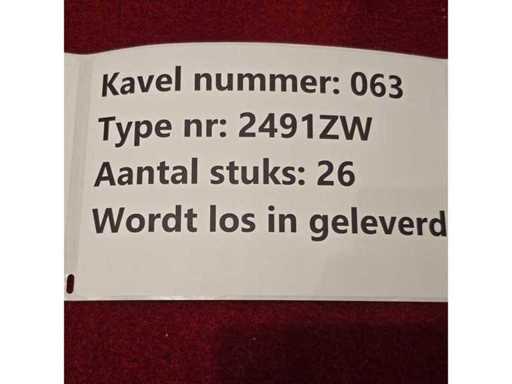 Kavel nummer: 063
Type nr: 2491ZW
Aantal stuks: 26
Wordt los in geleverd